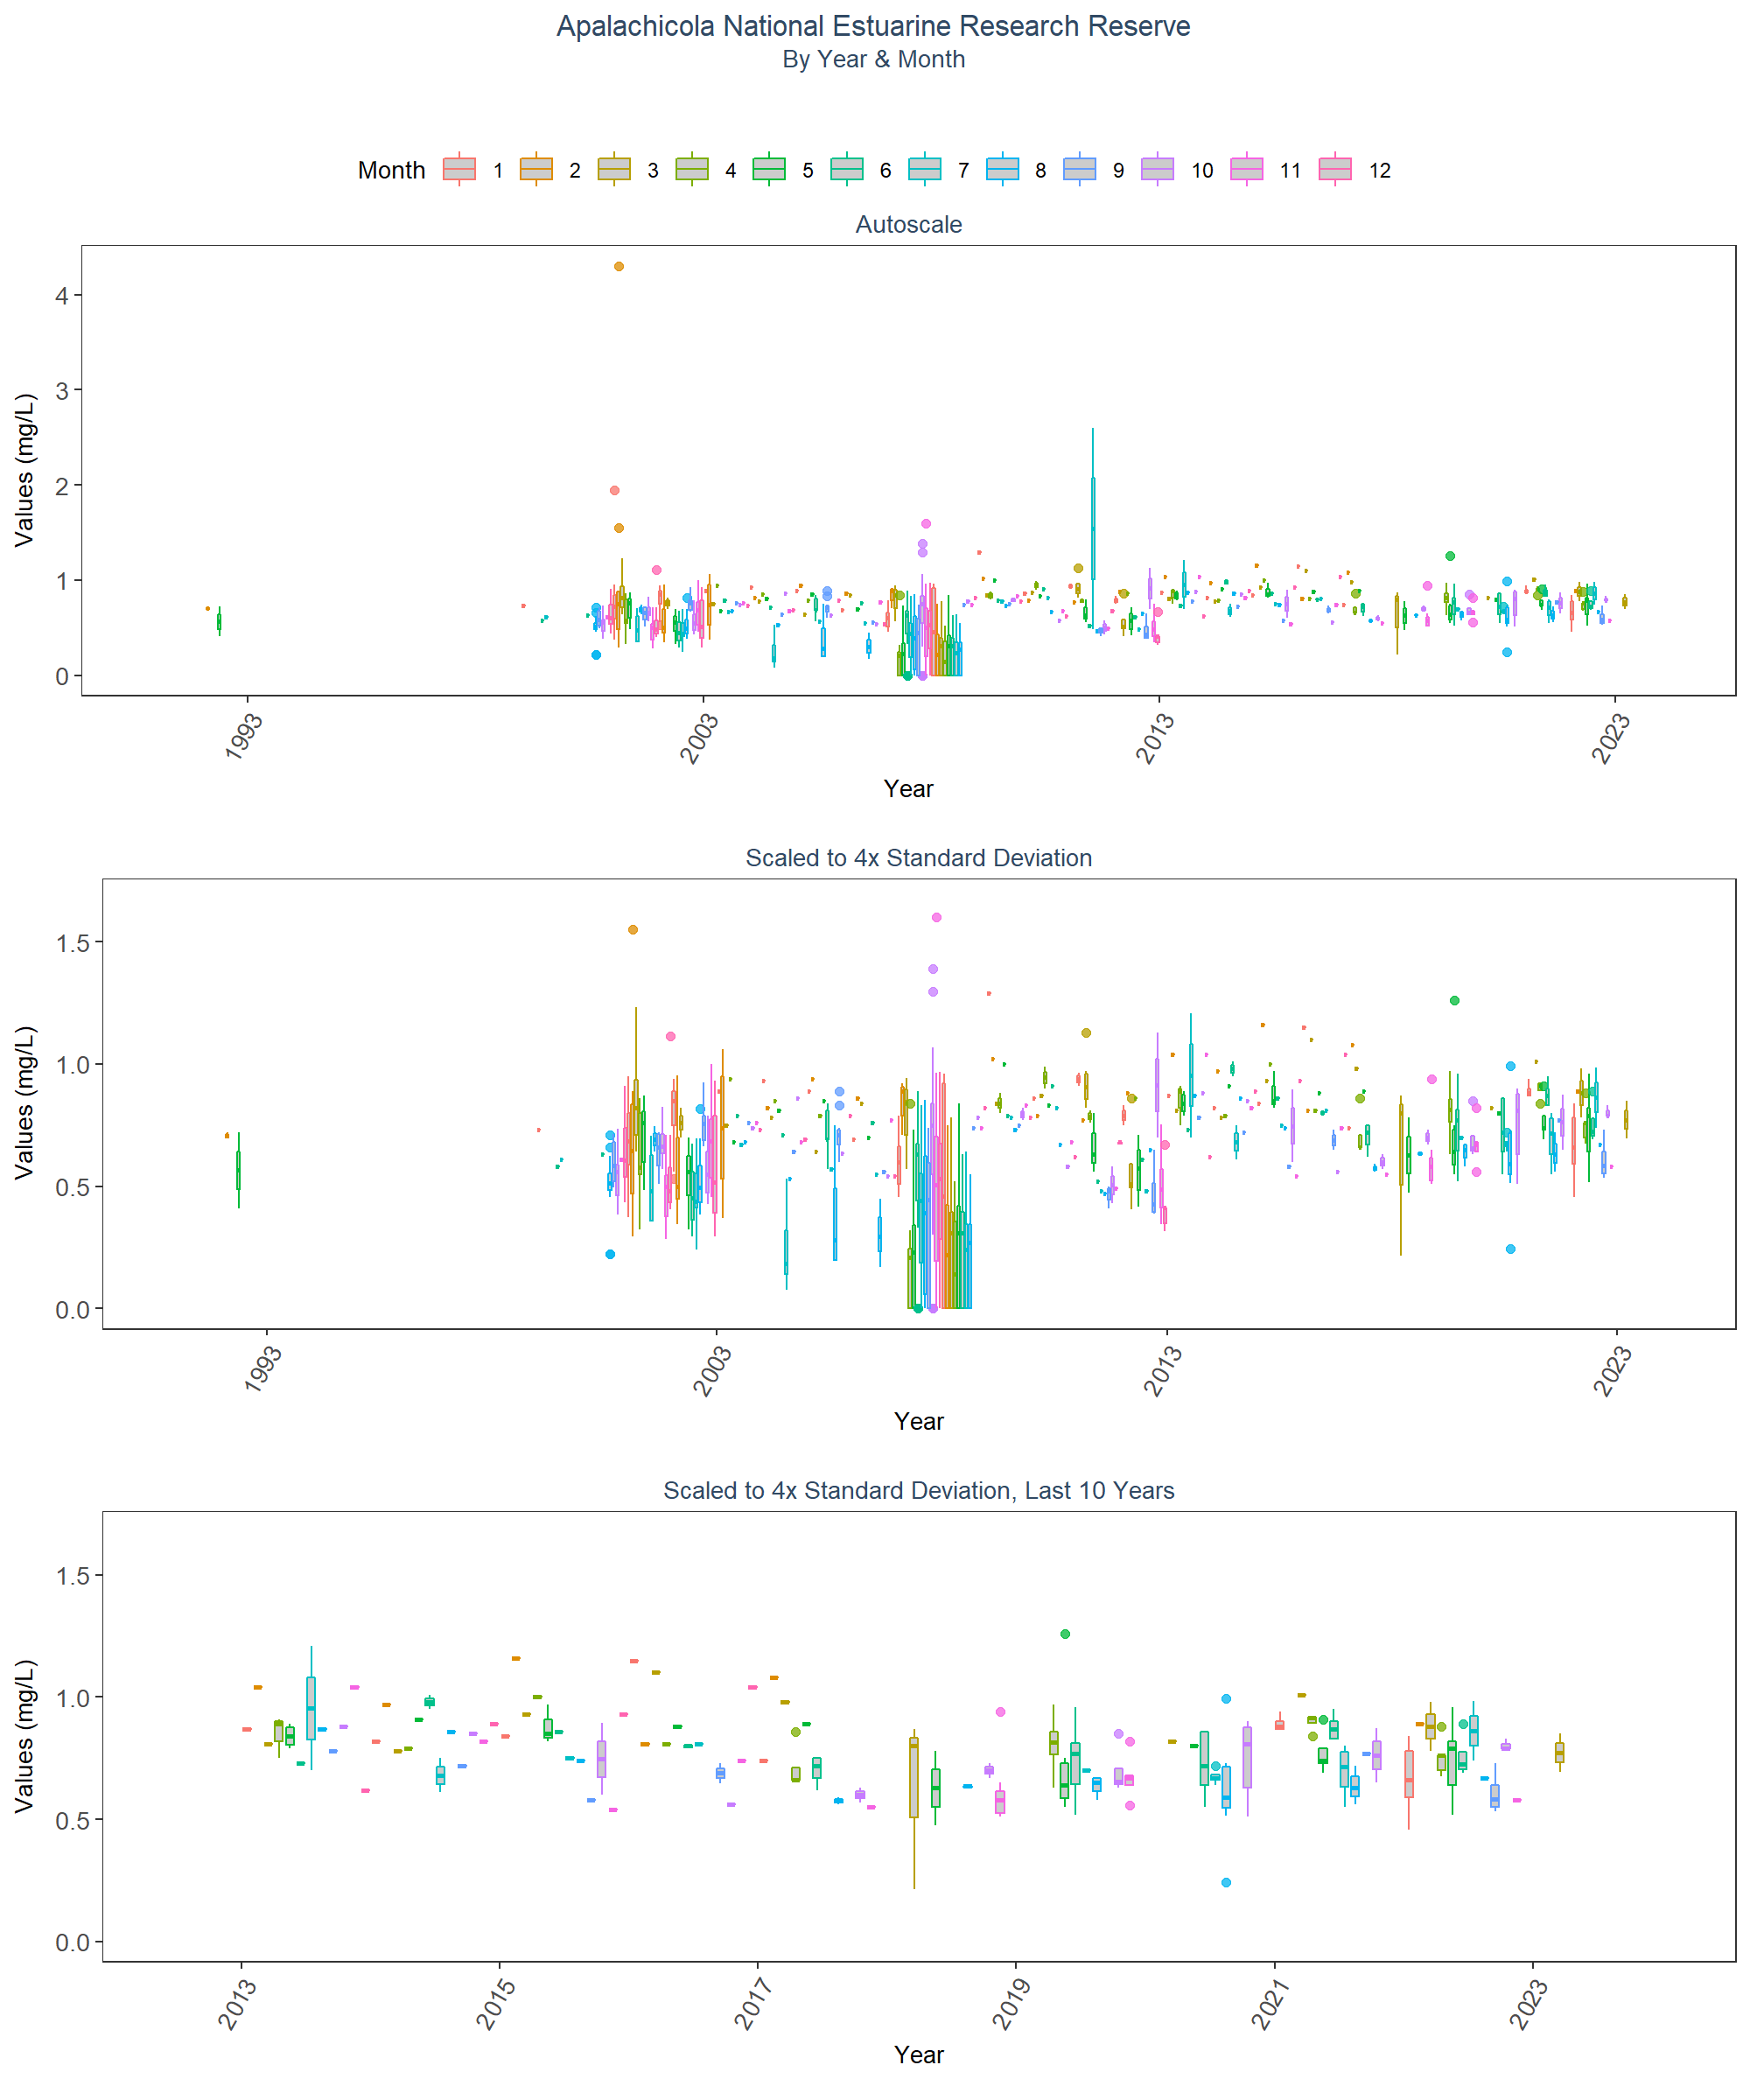 Apalachicola National Estuarine Research Reserve
By Year & Month
Month 1 2 3 4 5 6 7 8 9 10 11 12
Autoscale
Values (mg/L)
4
3
2
1
0
1993 2003 2013 2023
Year
Scaled to 4x Standard Deviation
Values (mg/L)
1.5
1.0
0.5
0.0
1993 2003 2013 2023
Year
Scaled to 4x Standard Deviation, Last 10 Years
Values (mg/L)
1.5
1.0
0.5
0.0
2013 2015 2017 2019 2021 2023
Year